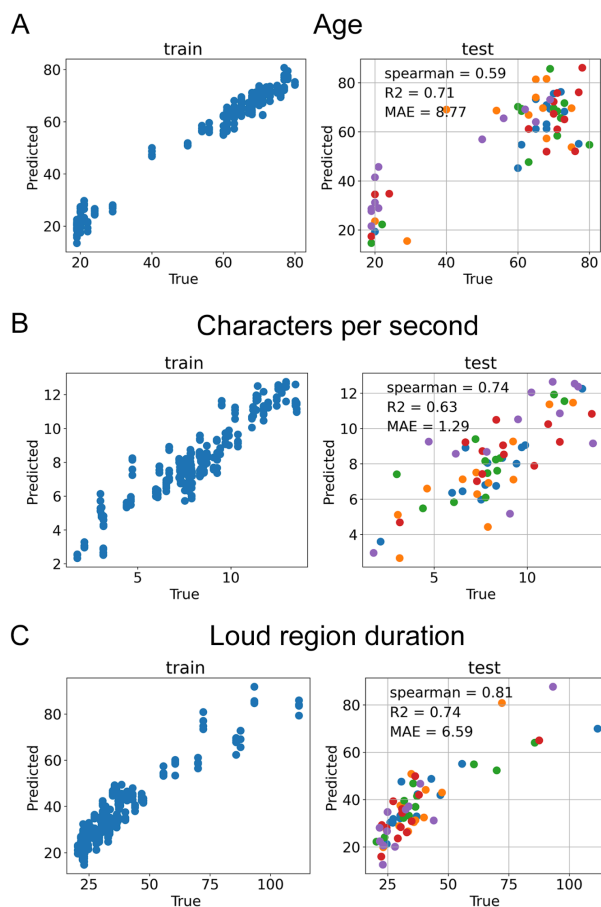 A
Age
train
test
80
70
60
50
40
30
20
Predicted
20
40
60
80
True
80
60
40
20
Predicted
spearman = 0.59
R2 = 0.71
MAE = 8.77
20
40
60
80
True
B
Characters per second
train
test
12
10
8
6
4
2
Predicted
5
10
True
12
10
8
6
4
Predicted
spearman = 0.74
R2 = 0.63
MAE = 1.29
5
10
True
C
Loud region duration
train
test
80
60
40
20
Predicted
25
50
75
100
True
80
60
40
20
Predicted
spearman = 0.81
R2 = 0.74
MAE = 6.59
25
50
75
100
True